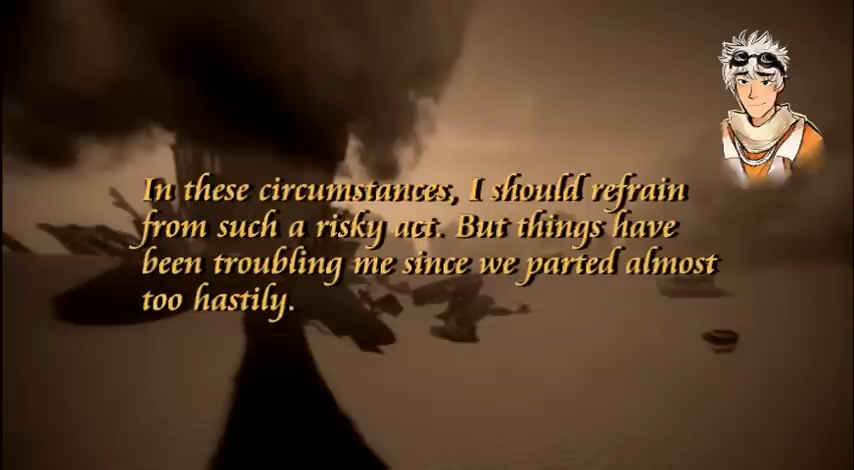 In these circumstances, I should refrain
from such a risky act. But things have
been troubling me since we parted almost
too hastily.